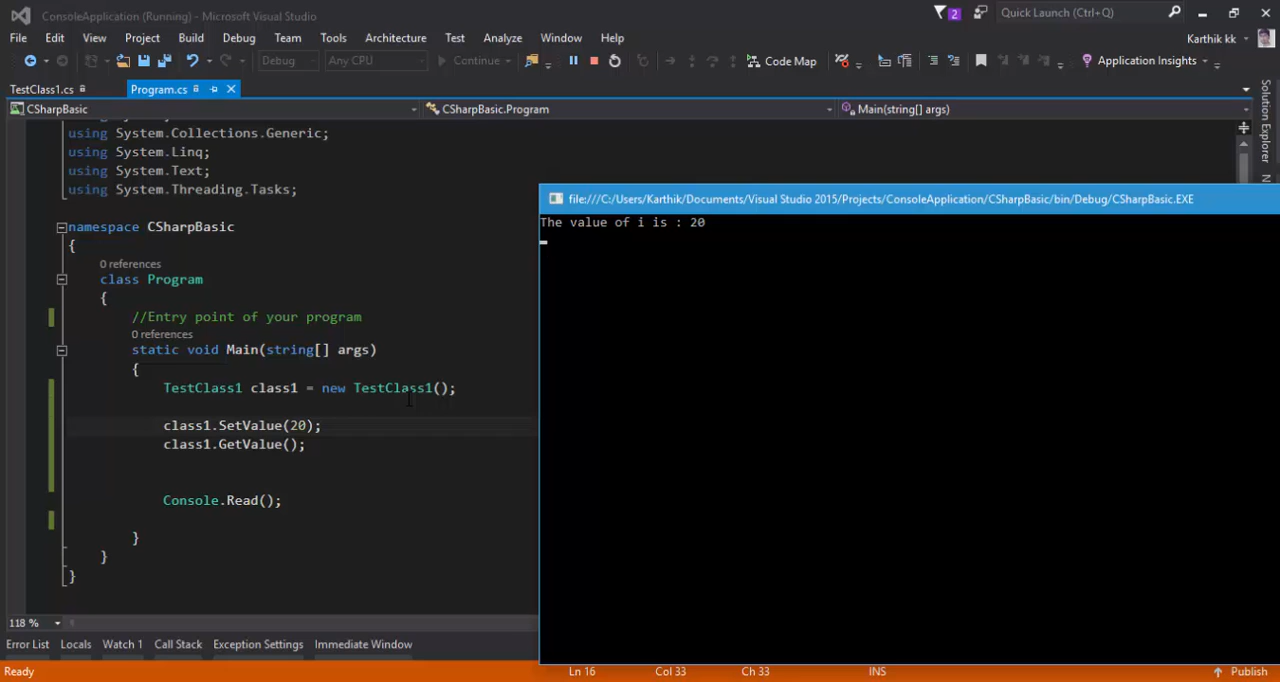 ConsoleApplication (Running) - Microsoft Visual Studio
2
Quick Launch (Ctrl+Q)
File Edit View Project Build Debug Team Tools Architecture Test Analyze Window Help
Karthik kk
Debug Any CPU Continue Code Map Application Insights
TestClass1.cs Program.cs
CSharpBasic CSharpBasic.Program Main(string[] args)
Solution Explorer
using System.Collections.Generic;
using System.Linq;
using System.Text;
using System.Threading.Tasks;
namespace CSharpBasic
{
0 references
class Program
{
//Entry point of your program
0 references
static void Main(string[] args)
{
TestClass1 class1 = new TestClass1();
class1.SetValue(20);
class1.GetValue();
Console.Read();
}
}
}
file:///C:/Users/Karthik/Documents/Visual Studio 2015/Projects/ConsoleApplication/CSharpBasic/bin/Debug/CSharpBasic.EXE
The value of i is : 20
118 %
Error List Locals Watch 1 Call Stack Exception Settings Immediate Window
Ready Ln 16 Col 33 Ch 33 INS Publish